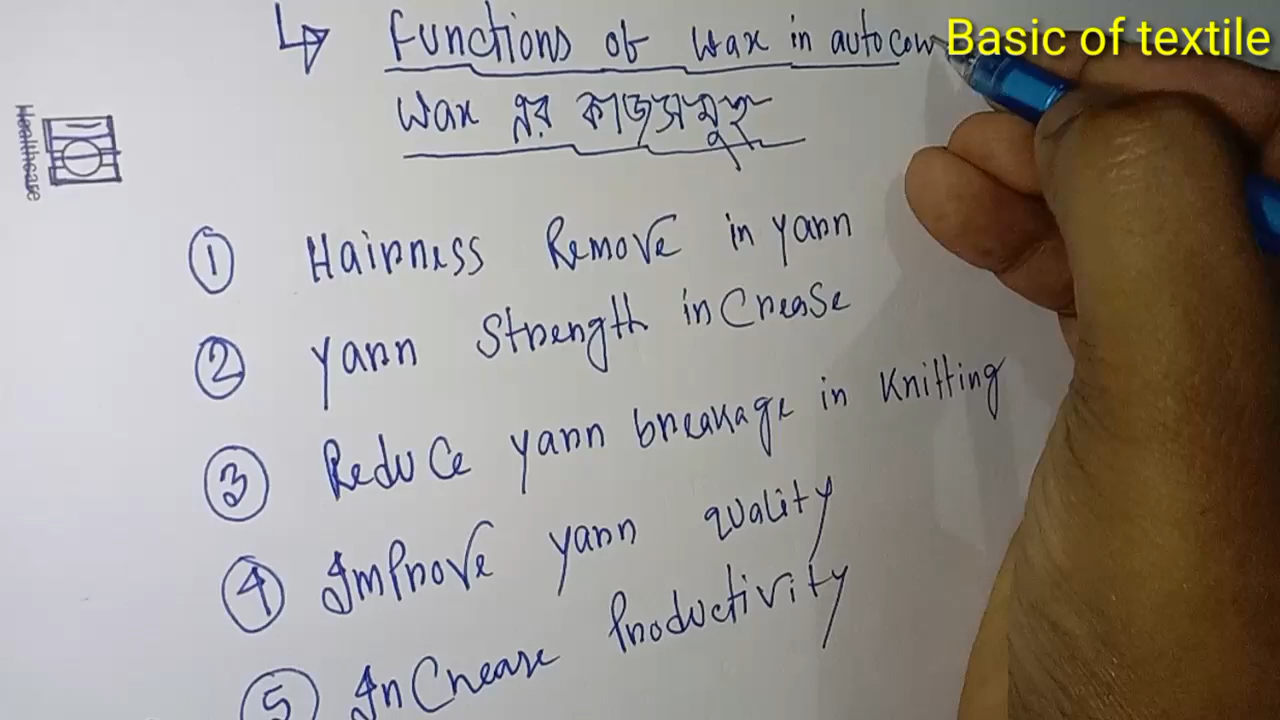 Functions of wax in autocon
Basic of textile
Wax এর কাজসমূহ
Healthcare
① Hairness Remove in yarn
② Yarn Strength increase
③ Reduce yarn breakage in Knitting
④ Improve yarn quality
⑤ Increase Productivity